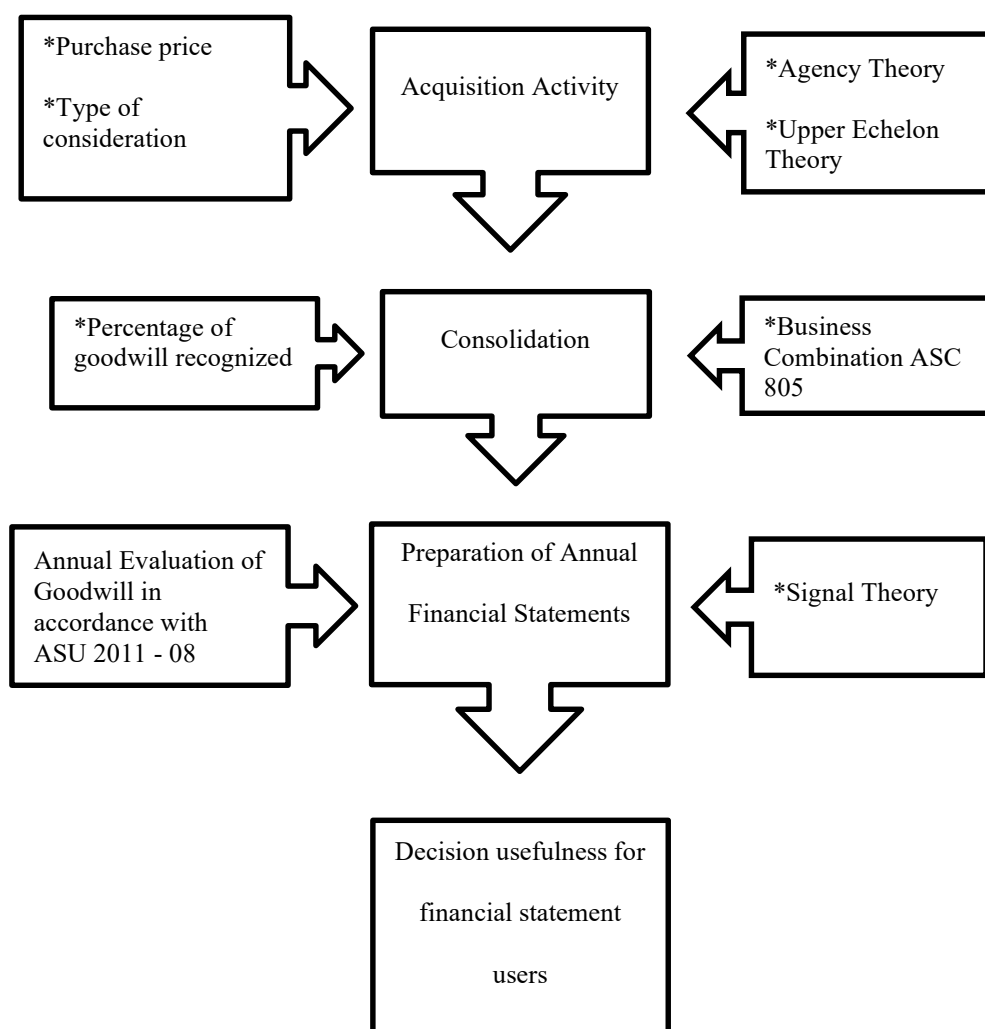 *Purchase price
*Type of
consideration
Acquisition Activity
*Agency Theory
*Upper Echelon
Theory
*Percentage of
goodwill recognized
Consolidation
*Business
Combination ASC
805
Annual Evaluation of
Goodwill in
accordance with
ASU 2011 - 08
Preparation of Annual
Financial Statements
*Signal Theory
Decision usefulness for
financial statement
users